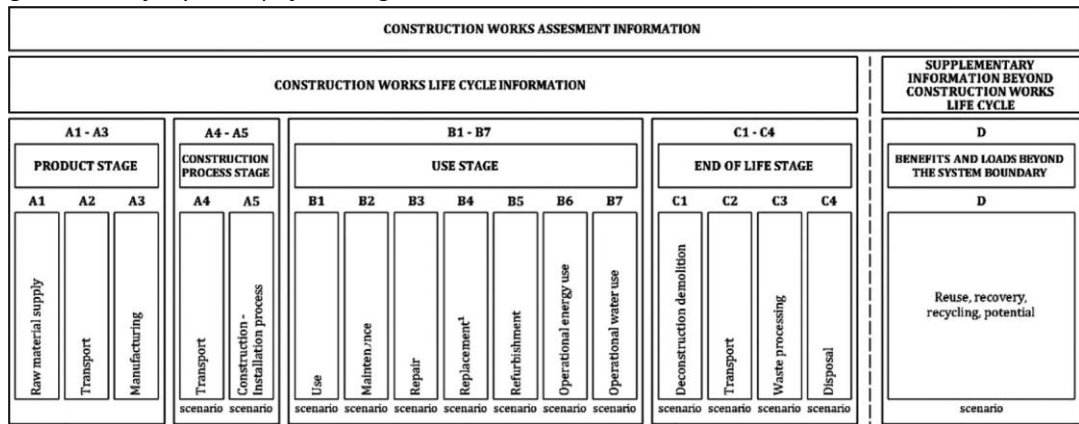 CONSTRUCTION WORKS ASSESMENT INFORMATION
CONSTRUCTION WORKS LIFE CYCLE INFORMATION
SUPPLEMENTARY
INFORMATION BEYOND
CONSTRUCTION WORKS
LIFE CYCLE
A1 - A3
PRODUCT STAGE
A4 - A5
CONSTRUCTION
PROCESS STAGE
B1 - B7
USE STAGE
C1 - C4
END OF LIFE STAGE
D
BENEFITS AND LOADS BEYOND
THE SYSTEM BOUNDARY
A1
A2
A3
A4
A5
B1
B2
B3
B4
B5
B6
B7
C1
C2
C3
C4
D
Raw material supply
Transport
Manufacturing
Transport
Construction -
Installation process
Use
Maintenance
Repair
Replacement¹
Refurbishment
Operational energy use
Operational water use
Deconstruction demolition
Transport
Waste processing
Disposal
Reuse, recovery,
recycling, potential
scenario
scenario
scenario
scenario
scenario
scenario
scenario
scenario
scenario
scenario
scenario
scenario
scenario
scenario